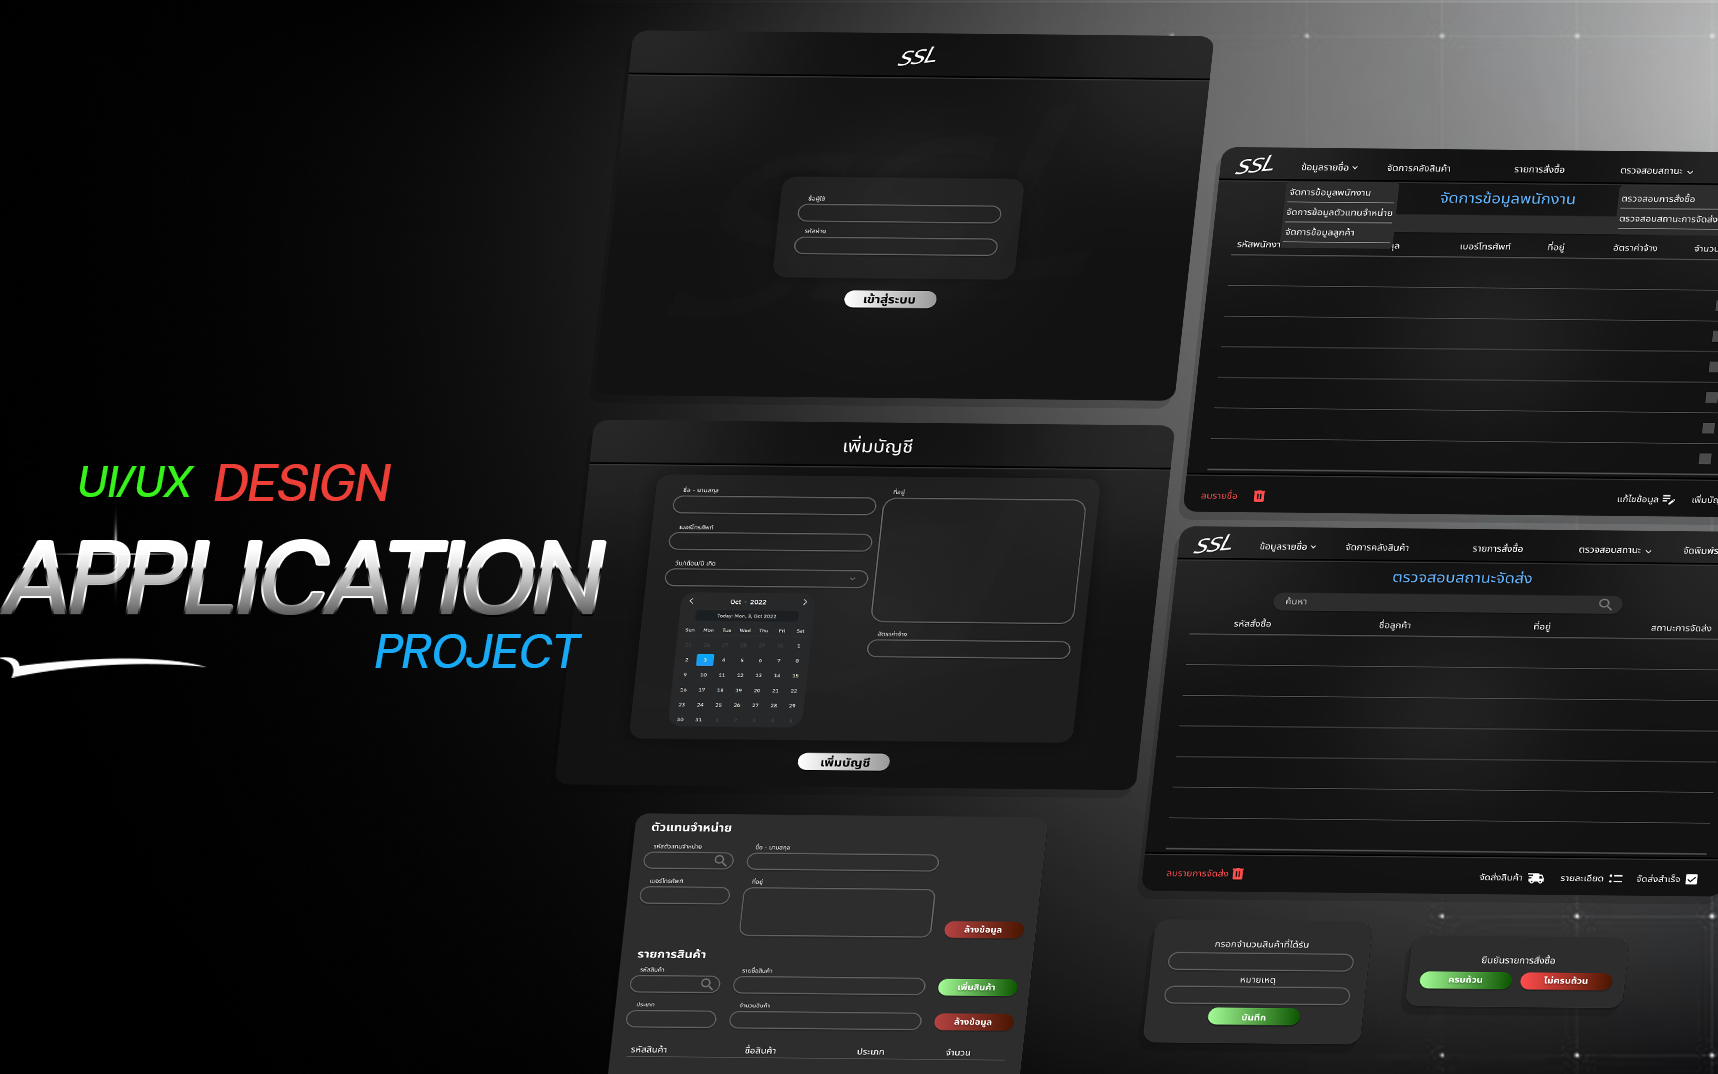 UI/UX DESIGN
APPLICATION
PROJECT
SSL
ชื่อผู้ใช้
รหัสผ่าน
เข้าสู่ระบบ
เพิ่มบัญชี
ชื่อ - นามสกุล
ที่อยู่
เบอร์โทรศัพท์
วัน/เดือน/ปี เกิด
อัตราค่าจ้าง
Oct - 2022
Today: Mon, 3, Oct 2022
Sun Mon Tue Wed Thu Fri Sat
25 26 27 28 29 30 1
2 3 4 5 6 7 8
9 10 11 12 13 14 15
16 17 18 19 20 21 22
23 24 25 26 27 28 29
30 31 1 2 3 4 5
เพิ่มบัญชี
ตัวแทนจำหน่าย
รหัสตัวแทนจำหน่าย
ชื่อ - นามสกุล
เบอร์โทรศัพท์
ที่อยู่
ล้างข้อมูล
รายการสินค้า
รหัสสินค้า
รายชื่อสินค้า
เพิ่มสินค้า
ประเภท
จำนวนสินค้า
ล้างข้อมูล
รหัสสินค้า ชื่อสินค้า ประเภท จำนวน
SSL ข้อมูลรายชื่อ จัดการคลังสินค้า รายการสั่งซื้อ ตรวจสอบสถานะ
จัดการข้อมูลพนักงาน
จัดการข้อมูลตัวแทนจำหน่าย
จัดการข้อมูลลูกค้า
จัดการข้อมูลพนักงาน
ตรวจสอบการสั่งซื้อ
ตรวจสอบสถานะการจัดส่ง
รหัสพนักงา ุล เบอร์โทรศัพท์ ที่อยู่ อัตราค่าจ้าง จำนวน
ลบรายชื่อ แก้ไขข้อมูล เพิ่มบัญ
SSL ข้อมูลรายชื่อ จัดการคลังสินค้า รายการสั่งซื้อ ตรวจสอบสถานะ จัดพิมพ์ร
ตรวจสอบสถานะจัดส่ง
ค้นหา
รหัสสั่งซื้อ ชื่อลูกค้า ที่อยู่ สถานะการจัดส่ง
ลบรายการจัดส่ง จัดส่งสินค้า รายละเอียด จัดส่งสำเร็จ
กรอกจำนวนสินค้าที่ได้รับ
หมายเหตุ
บันทึก
ยืนยันรายการสั่งซื้อ
ครบถ้วน ไม่ครบถ้วน